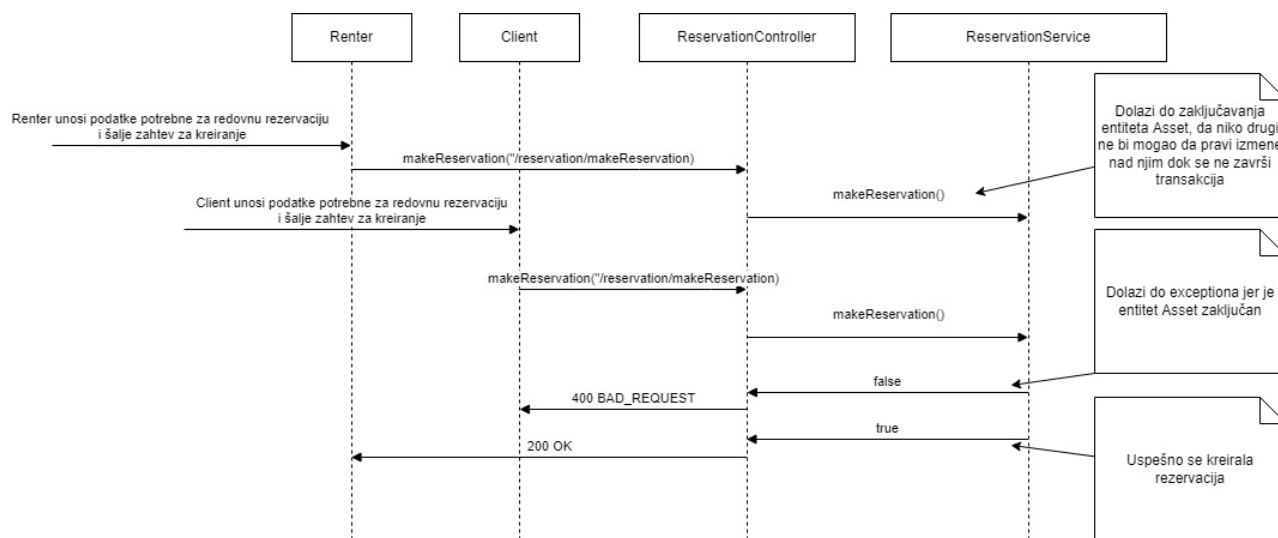 Renter
Client
ReservationController
ReservationService
Renter unosi podatke potrebne za redovnu rezervaciju
i šalje zahtev za kreiranje
makeReservation("/reservation/makeReservation)
Dolazi do zaključavanja
entiteta Asset, da niko drugi
ne bi mogao da pravi izmene
nad njim dok se ne završi
transakcija
makeReservation()
Client unosi podatke potrebne za redovnu rezervaciju
i šalje zahtev za kreiranje
makeReservation("/reservation/makeReservation)
Dolazi do exceptiona jer je
entitet Asset zaključan
makeReservation()
false
400 BAD_REQUEST
true
200 OK
Uspešno se kreirala
rezervacija